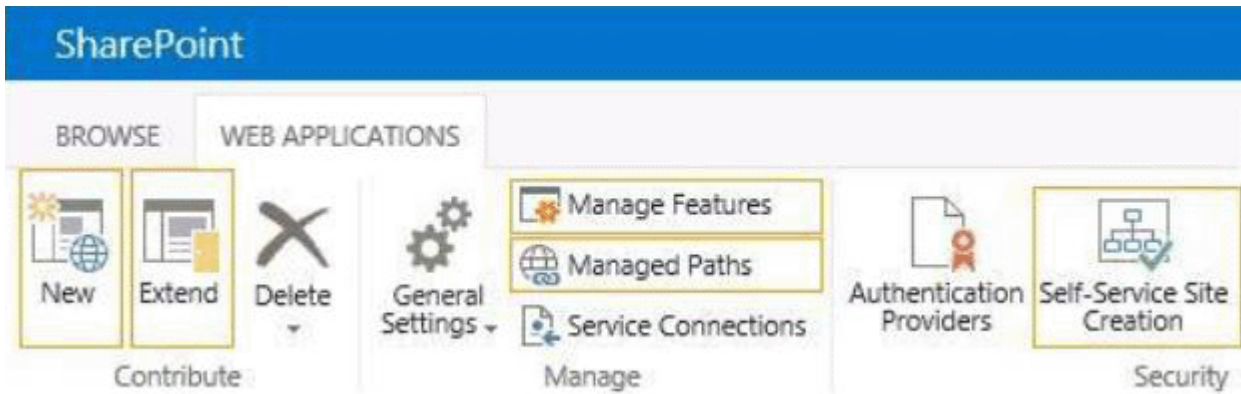 SharePoint
BROWSE
WEB APPLICATIONS
New
Extend
Delete
General
Settings
Manage Features
Managed Paths
Service Connections
Authentication
Providers
Self-Service Site
Creation
Contribute
Manage
Security